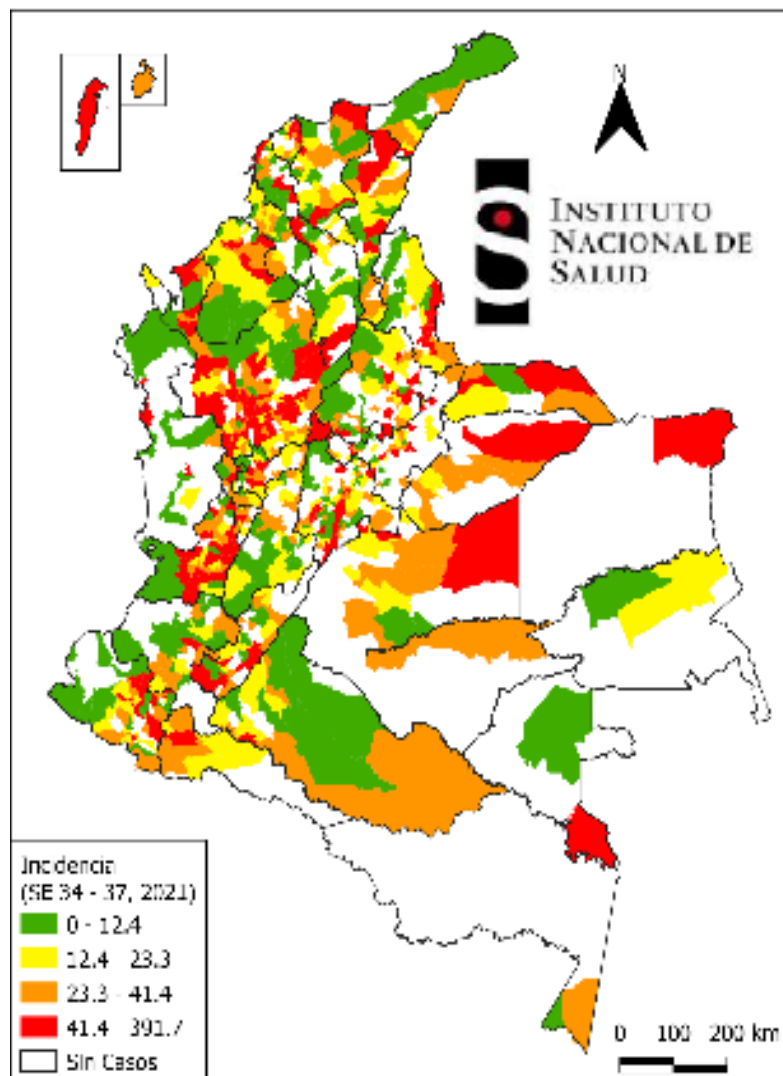 N
INSTITUTO
NACIONAL DE
SALUD
Incidencia
(SE 34 - 37, 2021)
0 - 12.4
12.4 - 23.3
23.3 - 41.4
41.4 - 391.7
Sin Casos
0 100 200 km